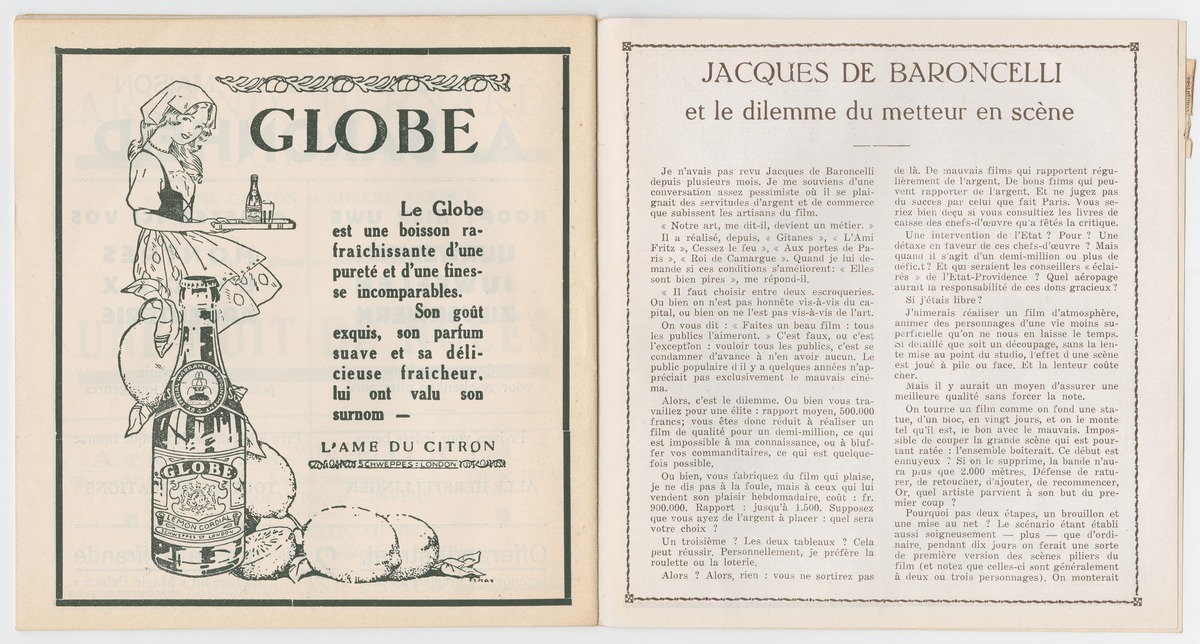 GLOBE
Le Globe
est une boisson ra-
fraîchissante d'une
pureté et d'une fines-
se incomparables.
Son goût
exquis, son parfum
suave et sa déli-
cieuse fraîcheur,
lui ont valu son
surnom —
L'AME DU CITRON
SCHWEPPES : LONDON
GLOBE
LEMON CORDIAL
SCHWEPPES OF LONDON
JACQUES DE BARONCELLI
et le dilemme du metteur en scène
Je n'avais pas revu Jacques de Baroncelli
depuis plusieurs mois. Je me souviens d'une
conversation assez pessimiste où il se plai-
gnait des servitudes d'argent et de commerce
que subissent les artisans du film.
« Notre art, me dit-il, devient un métier. »
Il a réalisé, depuis, « Gitanes », « L'Ami
Fritz », Cessez le feu », « Aux portes de Pa-
ris », « Roi de Camargue ». Quand je lui de-
mande si ces conditions s'améliorent: « Elles
sont bien pires », me répond-il.
« Il faut choisir entre deux escroqueries.
Ou bien on n'est pas honnête vis-à-vis du ca-
pital, ou bien on ne l'est pas vis-à-vis de l'art.
On vous dit : « Faites un beau film : tous
les publics l'aimeront. » C'est faux, ou c'est
l'exception : vouloir tous les publics, c'est se
condamner d'avance à n'en avoir aucun. Le
public populaire d'il y a quelques années n'ap-
préciait pas exclusivement le mauvais ciné-
ma.
Alors, c'est le dilemme. Ou bien vous tra-
vaillez pour une élite : rapport moyen, 500.000
francs; vous êtes donc réduit à réaliser un
film de qualité pour un demi-million, ce qui
est impossible à ma connaissance, ou à bluf-
fer vos commanditaires, ce qui est quelque-
fois possible.
Ou bien, vous fabriquez du film qui plaise,
je ne dis pas à la foule, mais à ceux qui lui
vendent son plaisir hebdomadaire, coût : fr.
900.000. Rapport : jusqu'à 1.500. Supposez
que vous ayez de l'argent à placer : quel sera
votre choix ?
Un troisième ? Les deux tableaux ? Cela
peut réussir. Personnellement, je préfère la
roulette ou la loterie.
Alors ? Alors, rien : vous ne sortirez pas
de là. De mauvais films qui rapportent régu-
lièrement de l'argent. De bons films qui peu-
vent rapporter de l'argent. Et ne jugez pas
du succès par celui que fait Paris. Vous se-
riez bien déçu si vous consultiez les livres de
caisse des chefs-d'œuvre qu'a fêtés la critique.
Une intervention de l'Etat ? Pour ? Une
détaxe en faveur de ces chefs-d'œuvre ? Mais
quand il s'agit d'un demi-million ou plus de
déficit ? Et qui seraient les conseillers « éclai-
rés » de l'Etat-Providence ? Quel aéropage
aurait la responsabilité de ces dons gracieux ?
Si j'étais libre ?
J'aimerais réaliser un film d'atmosphère,
animer des personnages d'une vie moins su-
perficielle qu'on ne nous en laisse le temps.
Si détaillé que soit un découpage, sans la len-
te mise au point du studio, l'effet d'une scène
est joué à pile ou face. Et la lenteur coûte
cher.
Mais il y aurait un moyen d'assurer une
meilleure qualité sans forcer la note.
On tourne un film comme on fond une sta-
tue, d'un bloc, en vingt jours, et on le monte
tel qu'il est, le bon avec le mauvais. Impos-
sible de couper la grande scène qui est pour-
tant ratée : l'ensemble boiterait. Ce début est
ennuyeux ? Si on le supprime, la bande n'au-
ra plus que 2.000 mètres. Défense de ratu-
rer, de retoucher, d'ajouter, de recommencer,
Or, quel artiste parvient à son but du pre-
mier coup ?
Pourquoi pas deux étapes, un brouillon et
une mise au net ? Le scénario étant établi
aussi soigneusement — plus — que d'ordi-
naire, pendant dix jours on ferait une sorte
de première version des scènes piliers du
film (et notez que celles-ci sont généralement
à deux ou trois personnages). On monterait